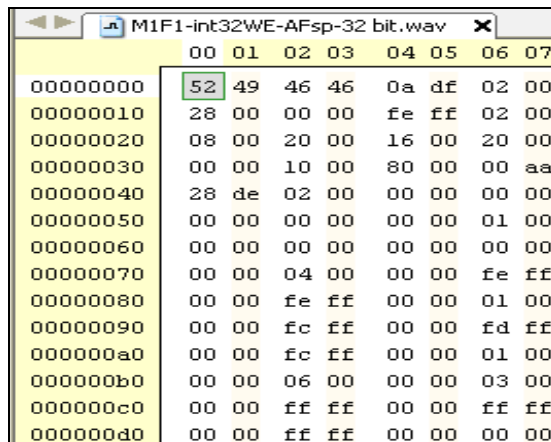 M1F1-int32WE-AFsp-32 bit.wav
00 01 02 03 04 05 06 07
00000000 52 49 46 46 0a df 02 00
00000010 28 00 00 00 fe ff 02 00
00000020 08 00 20 00 16 00 20 00
00000030 00 00 10 00 80 00 00 aa
00000040 28 de 02 00 00 00 00 00
00000050 00 00 00 00 00 00 01 00
00000060 00 00 00 00 00 00 00 00
00000070 00 00 04 00 00 00 fe ff
00000080 00 00 fe ff 00 00 01 00
00000090 00 00 fc ff 00 00 fd ff
000000a0 00 00 fc ff 00 00 01 00
000000b0 00 00 06 00 00 00 03 00
000000c0 00 00 ff ff 00 00 ff ff
000000d0 00 00 ff ff 00 00 00 00